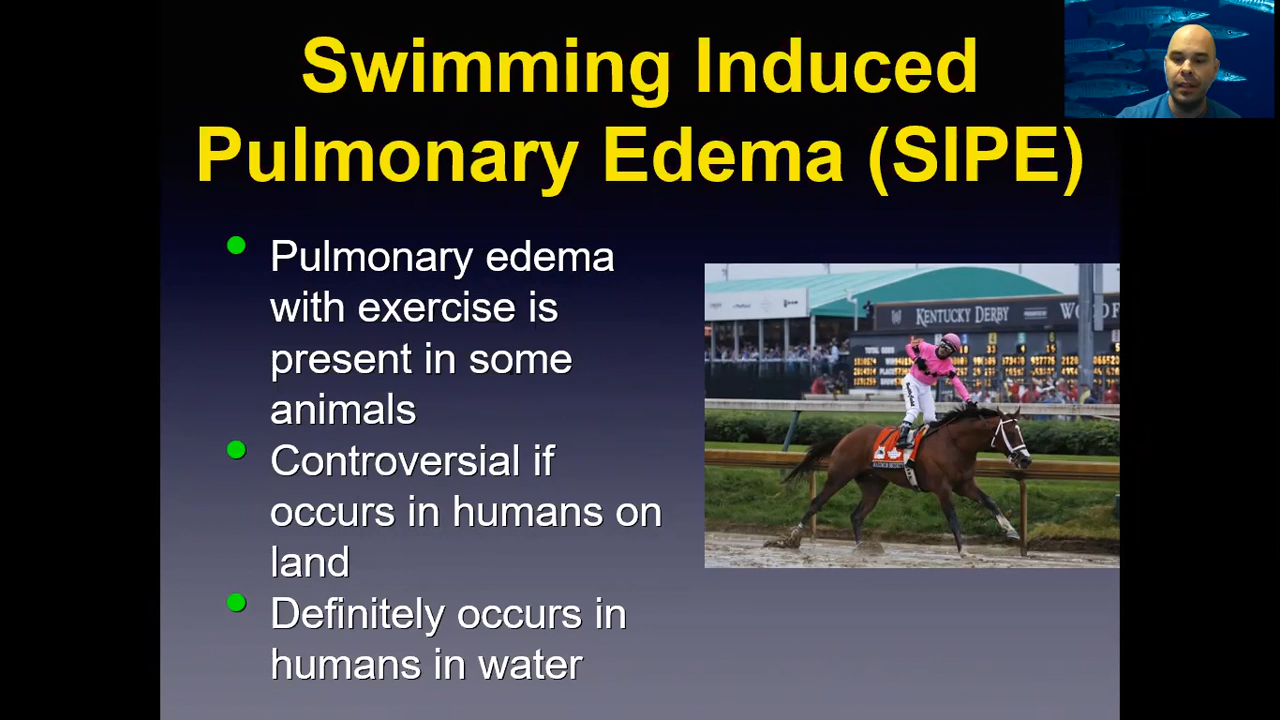 Swimming Induced
Pulmonary Edema (SIPE)
Pulmonary edema
with exercise is
present in some
animals
Controversial if
occurs in humans on
land
Definitely occurs in
humans in water
KENTUCKY DERBY